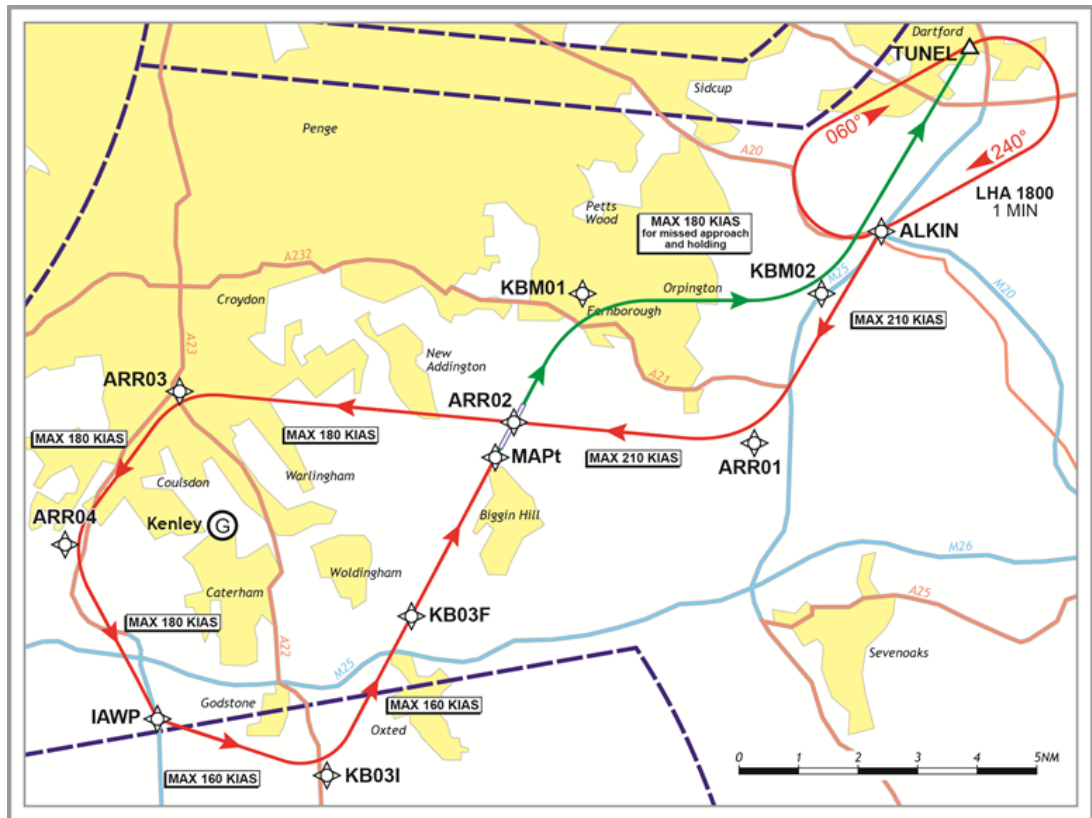 Dartford
TUNEL
Sidcup
Penge
060°
240°
A20
LHA 1800
1 MIN
Petts
Wood
MAX 180 KIAS
for missed approach
and holding
ALKIN
A232
KBM02
M25
M20
KBM01
Orpington
Croydon
Farnborough
MAX 210 KIAS
A23
New
Addington
A21
ARR03
ARR02
MAX 180 KIAS
MAX 180 KIAS
MAX 210 KIAS
ARR01
MAPt
Warlingham
Coulsdon
ARR04
Kenley
G
Biggin Hill
M26
Woldingham
Caterham
A25
KB03F
MAX 180 KIAS
A22
M25
Sevenoaks
Godstone
MAX 160 KIAS
IAWP
Oxted
MAX 160 KIAS
KB03I
0 1 2 3 4 5NM